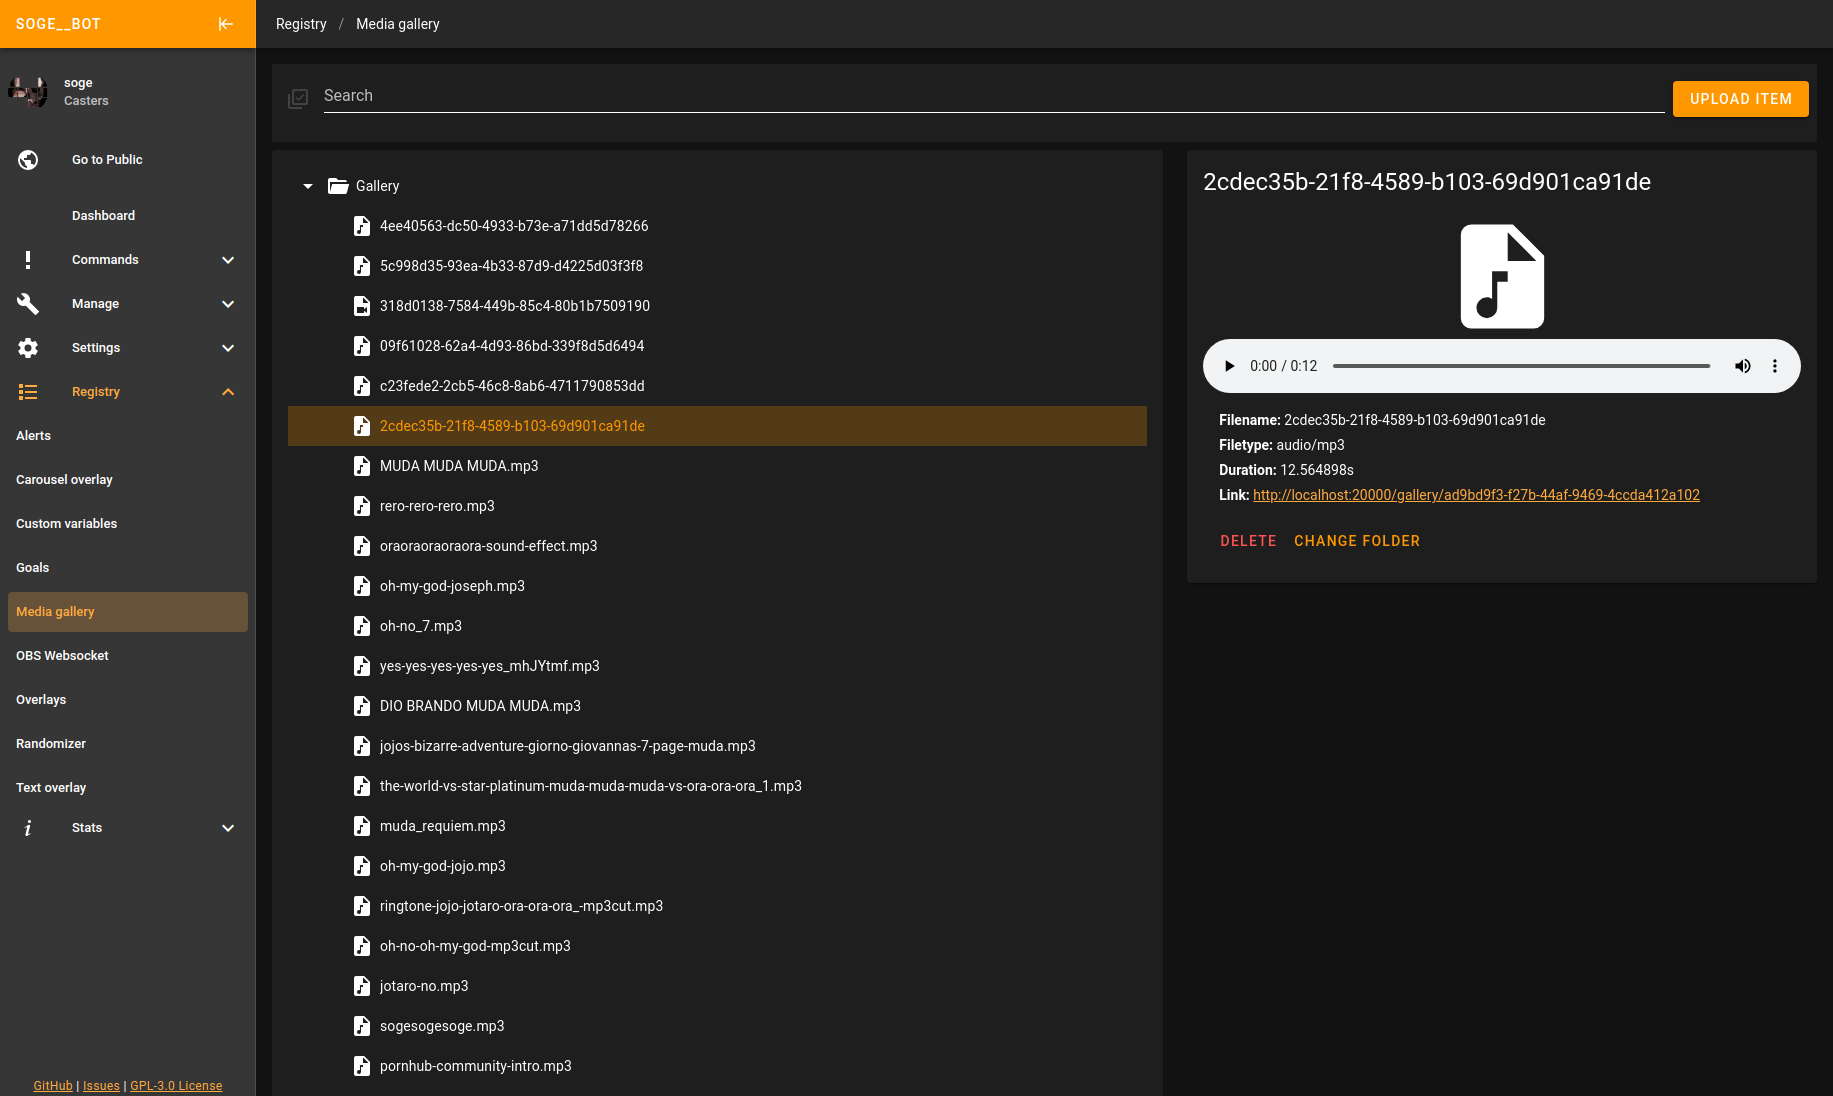 SOGE__BOT
Registry / Media gallery
soge
Casters
Go to Public
Dashboard
Commands
Manage
Settings
Registry
Alerts
Carousel overlay
Custom variables
Goals
Media gallery
OBS Websocket
Overlays
Randomizer
Text overlay
Stats
GitHub | Issues | GPL-3.0 License
Search
UPLOAD ITEM
Gallery
4ee40563-dc50-4933-b73e-a71dd5d78266
5c998d35-93ea-4b33-87d9-d4225d03f3f8
318d0138-7584-449b-85c4-80b1b7509190
09f61028-62a4-4d93-86bd-339f8d5d6494
c23fede2-2cb5-46c8-8ab6-4711790853dd
2cdec35b-21f8-4589-b103-69d901ca91de
MUDA MUDA MUDA.mp3
rero-rero-rero.mp3
oraoraoraoraora-sound-effect.mp3
oh-my-god-joseph.mp3
oh-no_7.mp3
yes-yes-yes-yes-yes_mhJYtmf.mp3
DIO BRANDO MUDA MUDA.mp3
jojos-bizarre-adventure-giorno-giovannas-7-page-muda.mp3
the-world-vs-star-platinum-muda-muda-muda-vs-ora-ora-ora_1.mp3
muda_requiem.mp3
oh-my-god-jojo.mp3
ringtone-jojo-jotaro-ora-ora-ora_-mp3cut.mp3
oh-no-oh-my-god-mp3cut.mp3
jotaro-no.mp3
sogesogesoge.mp3
pornhub-community-intro.mp3
2cdec35b-21f8-4589-b103-69d901ca91de
0:00 / 0:12
Filename: 2cdec35b-21f8-4589-b103-69d901ca91de
Filetype: audio/mp3
Duration: 12.564898s
Link: http://localhost:20000/gallery/ad9bd9f3-f27b-44af-9469-4ccda412a102
DELETE CHANGE FOLDER